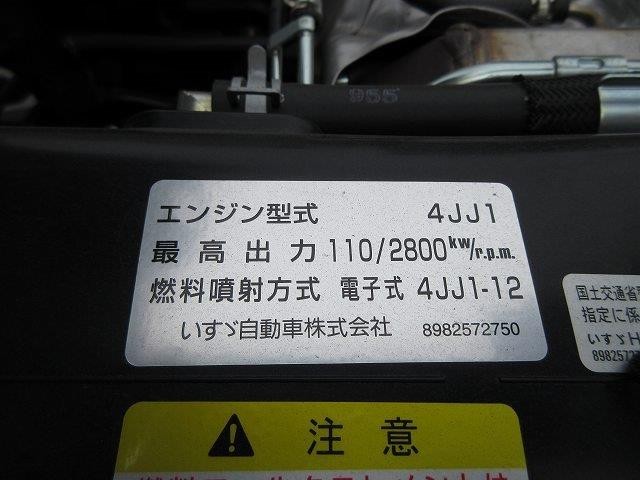 955
エンジン型式 4JJ1
最高出力 110/2800kw/r.p.m.
燃料噴射方式 電子式 4JJ1-12
いすゞ自動車株式会社 8982572750
国土交通省
指定に係
いすゞH
8982572
注意